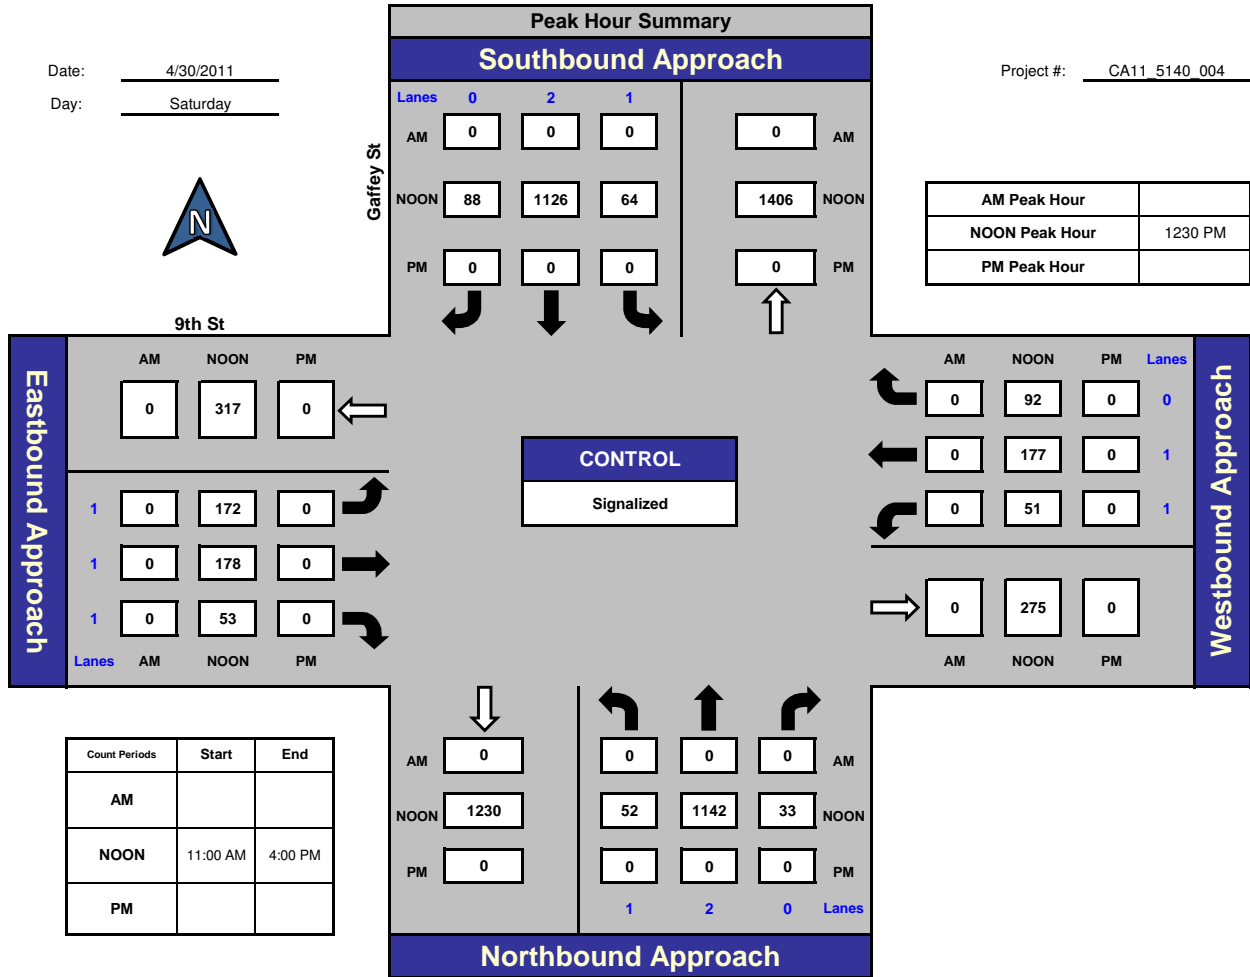 Peak Hour Summary
Southbound Approach
Date: 4/30/2011
Project #: CA11_5140_004
Day: Saturday
Lanes 0 2 1
AM 0 0 0 0 AM
Gaffey St
NOON 88 1126 64 1406 NOON
PM 0 0 0 0 PM
N
AM Peak Hour
NOON Peak Hour 1230 PM
PM Peak Hour
9th St
Eastbound Approach
AM NOON PM
0 317 0
1 0 172 0
1 0 178 0
1 0 53 0
Lanes AM NOON PM
CONTROL
Signalized
AM NOON PM Lanes
0 92 0 0
0 177 0 1
0 51 0 1
0 275 0
AM NOON PM
Westbound Approach
Count Periods Start End
AM
NOON 11:00 AM 4:00 PM
PM
AM 0 0 0 0 AM
NOON 1230 52 1142 33 NOON
PM 0 0 0 0 PM
1 2 0 Lanes
Northbound Approach